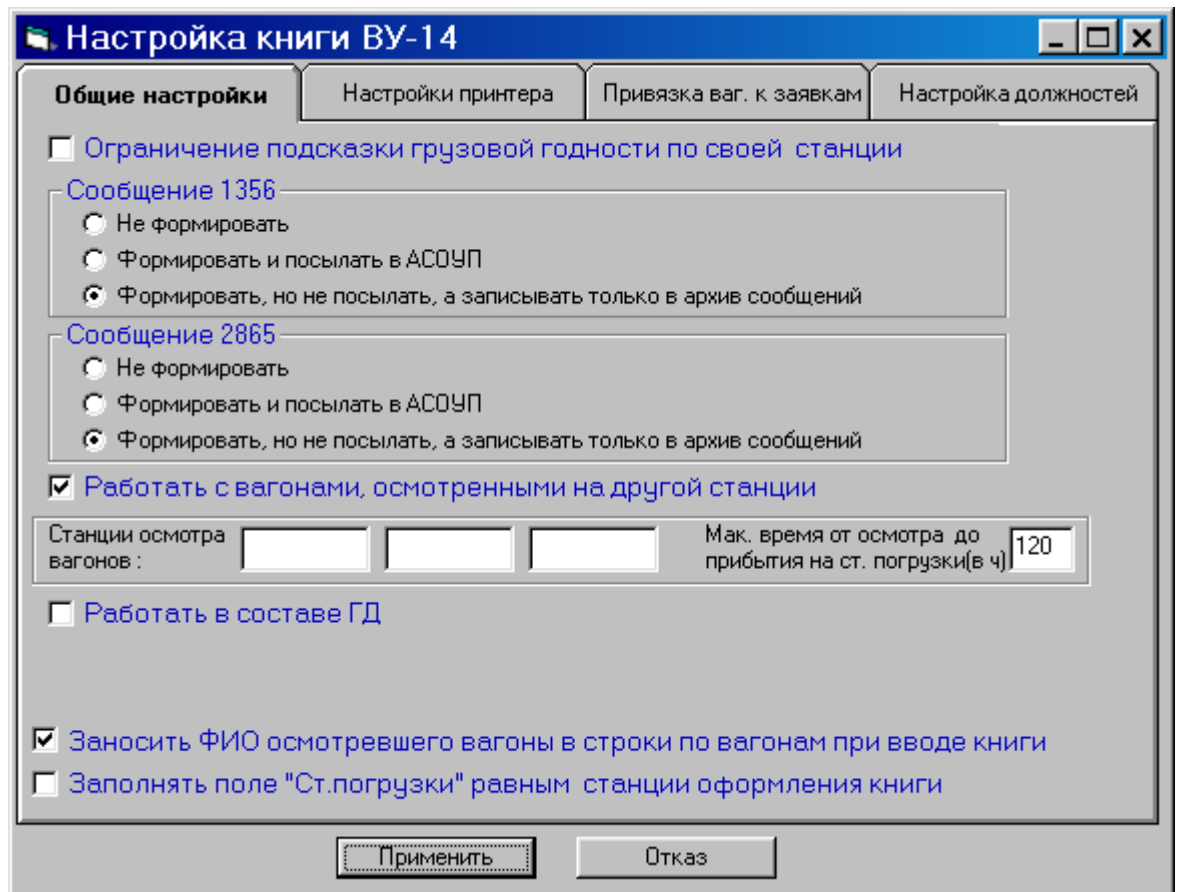 Настройка книги ВУ-14
Общие настройки
Настройки принтера
Привязка ваг. к заявкам
Настройка должностей
Ограничение подсказки грузовой годности по своей станции
Сообщение 1356
Не формировать
Формировать и посылать в АСОУП
Формировать, но не посылать, а записывать только в архив сообщений
Сообщение 2865
Не формировать
Формировать и посылать в АСОУП
Формировать, но не посылать, а записывать только в архив сообщений
Работать с вагонами, осмотренными на другой станции
Станции осмотра
вагонов :
Мак. время от осмотра до
прибытия на ст. погрузки(в ч)
120
Работать в составе ГД
Заносить ФИО осмотревшего вагоны в строки по вагонам при вводе книги
Заполнять поле "Ст.погрузки" равным станции оформления книги
Применить
Отказ